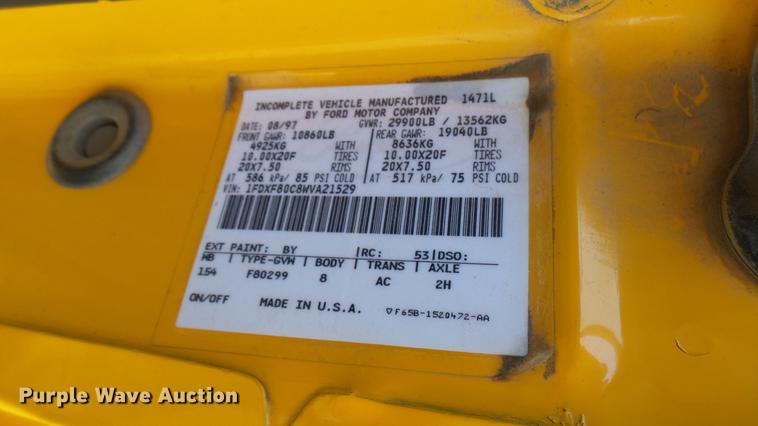 INCOMPLETE VEHICLE MANUFACTURED 1471L
BY FORD MOTOR COMPANY
DATE: 08/97 GVWR: 29900LB / 13562KG
FRONT GAWR: 10860LB REAR GAWR: 19040LB
4925KG WITH 8636KG WITH
10.00X20F TIRES 10.00X20F TIRES
20X7.50 RIMS 20X7.50 RIMS
AT 586 kPa/ 85 PSI COLD AT 517 kPa/ 75 PSI COLD
VIN: 1FDXF80C8WVA21529
EXT PAINT: BY RC: 53 DSO:
WB TYPE-GVW BODY TRANS AXLE
154 F80299 8 AC 2H
ON/OFF MADE IN U.S.A. ▽F65B-1520472-AA
Purple Wave Auction®